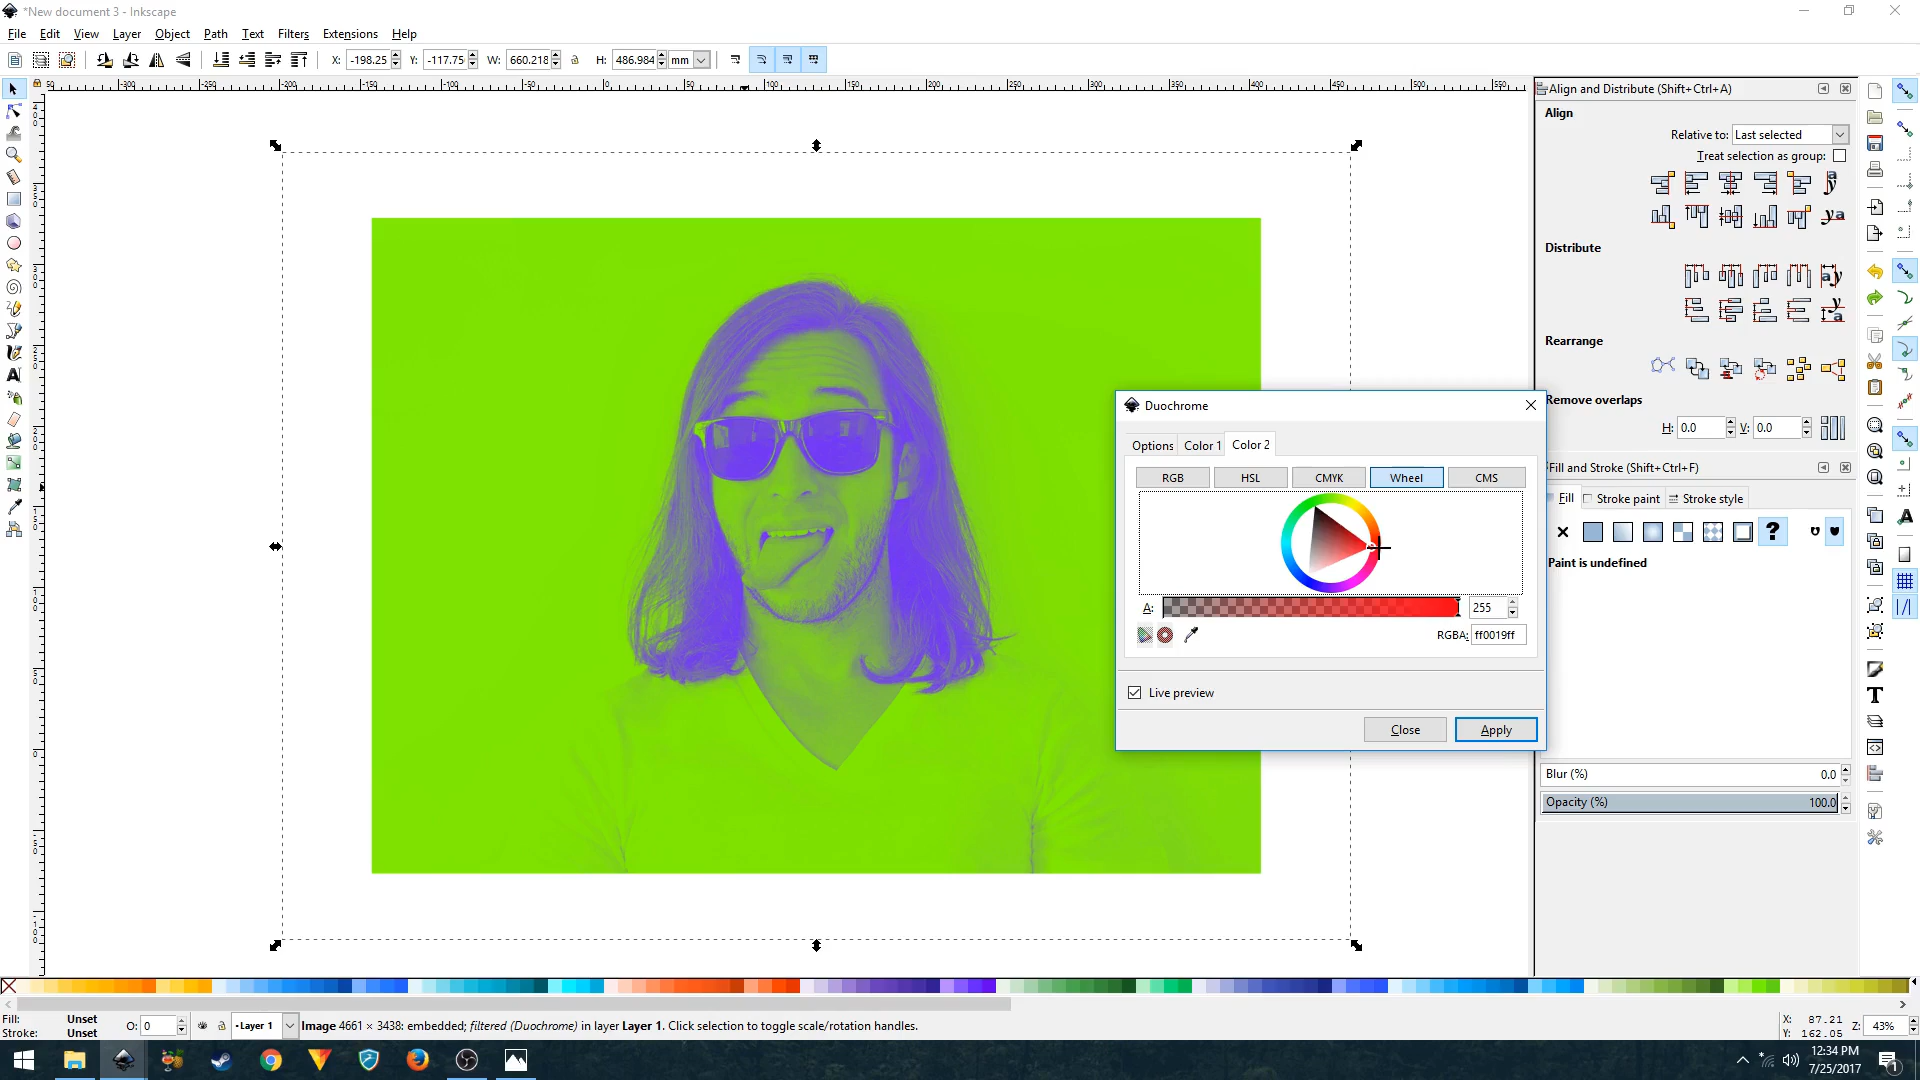 *New document 3 - Inkscape
File Edit View Layer Object Path Text Filters Extensions Help
X: -198.25 Y: -117.75 W: 660.218 H: 486.984 mm
Align and Distribute (Shift+Ctrl+A)
Align
Relative to: Last selected
Treat selection as group:
Distribute
Rearrange
Remove overlaps
H: 0.0 V: 0.0
Fill and Stroke (Shift+Ctrl+F)
Fill Stroke paint Stroke style
Paint is undefined
Blur (%) 0.0
Opacity (%) 100.0
Duochrome
Options Color 1 Color 2
RGB HSL CMYK Wheel CMS
A: 255
RGBA: ff0019ff
Live preview
Close Apply
Fill: Unset
Stroke: Unset
O: 0
Layer 1
Image 4661 × 3438: embedded; filtered (Duochrome) in layer Layer 1. Click selection to toggle scale/rotation handles.
X: 87.21
Y: 162.05
Z: 43%
12:34 PM
7/25/2017
1